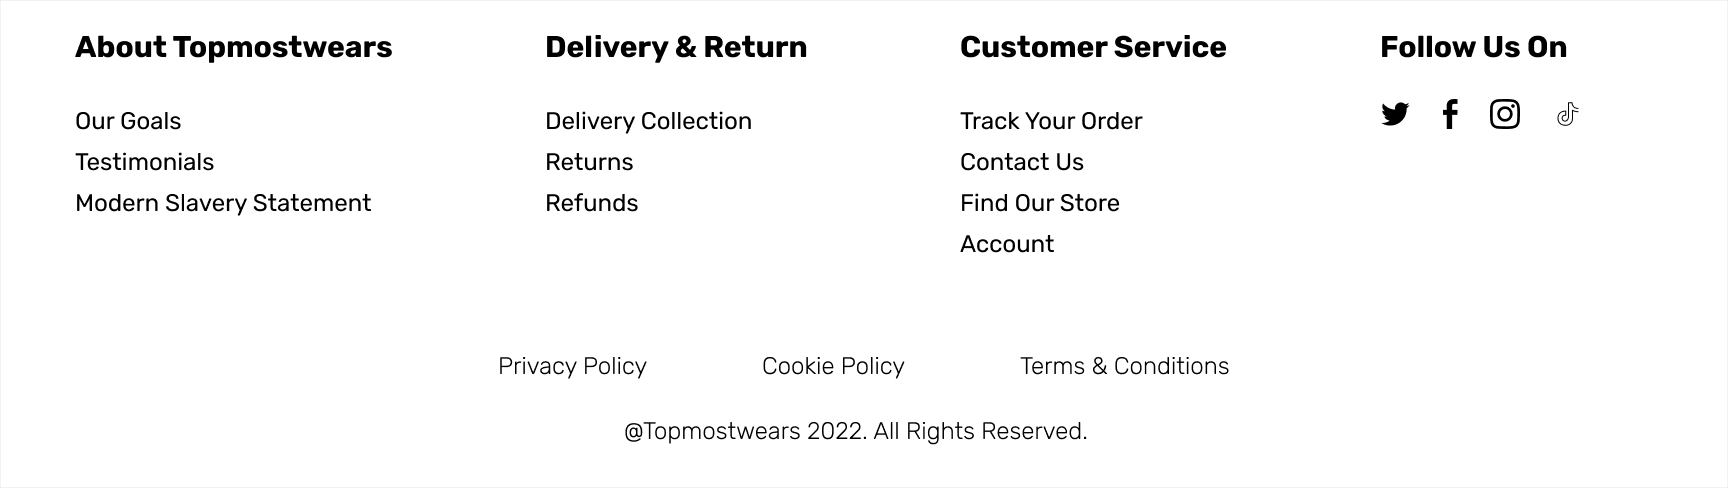 About Topmostwears
Our Goals
Testimonials
Modern Slavery Statement
Delivery & Return
Delivery Collection
Returns
Refunds
Customer Service
Track Your Order
Contact Us
Find Our Store
Account
Follow Us On
Privacy Policy
Cookie Policy
Terms & Conditions
@Topmostwears 2022. All Rights Reserved.